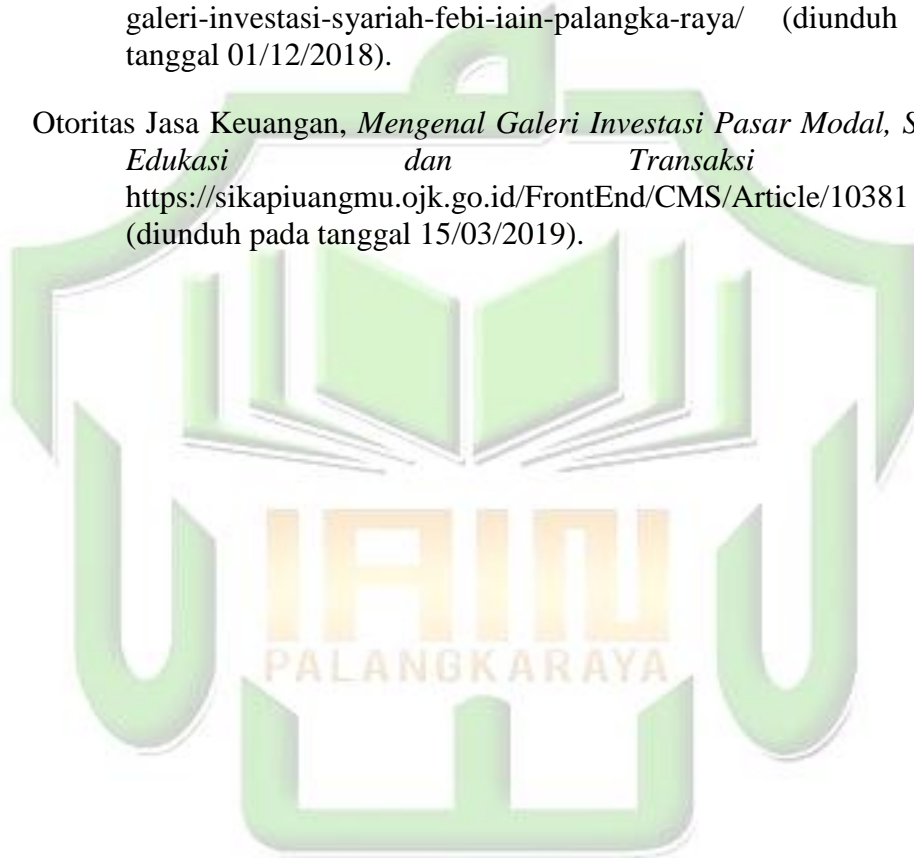 galeri-investasi-syariah-febi-iain-palangka-raya/ (diunduh
tanggal 01/12/2018).
Otoritas Jasa Keuangan, Mengenal Galeri Investasi Pasar Modal, S
Edukasi dan Transaksi
https://sikapiuangmu.ojk.go.id/FrontEnd/CMS/Article/10381
(diunduh pada tanggal 15/03/2019).
IAIN
PALANGKARAYA